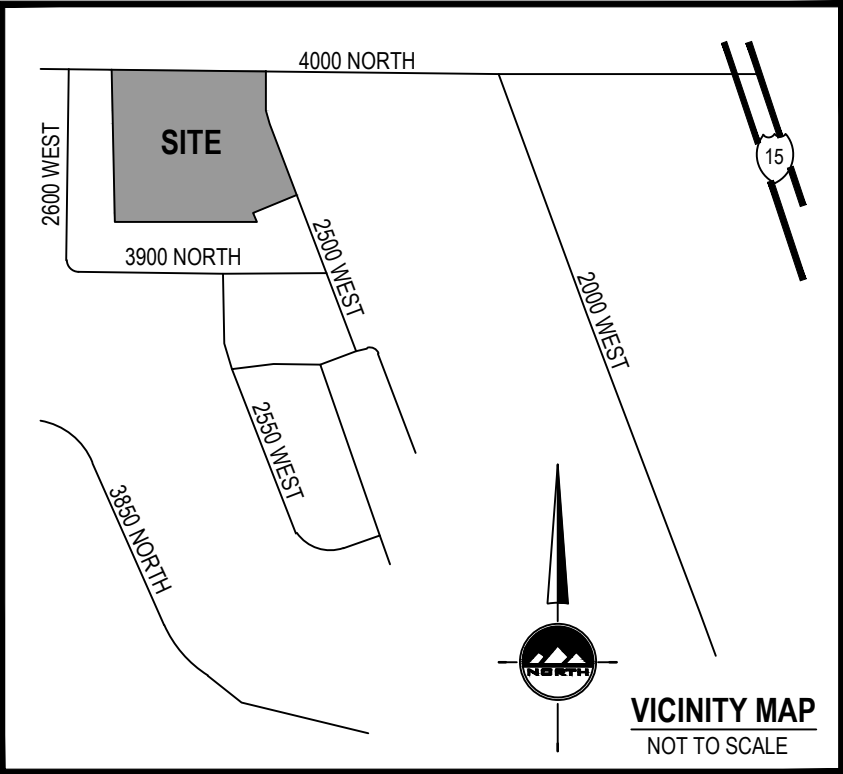 4000 NORTH
SITE
2600 WEST
15
3900 NORTH
2500 WEST
2000 WEST
2550 WEST
3850 NORTH
NORTH
VICINITY MAP
NOT TO SCALE